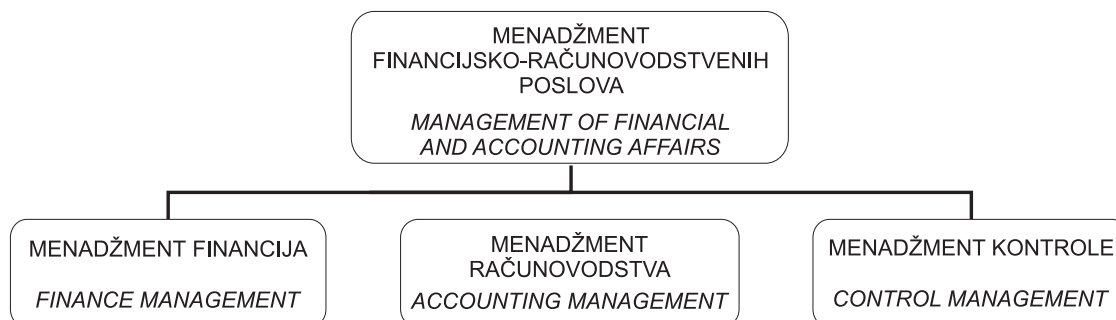 MENADŽMENT
FINANCIJSKO-RAČUNOVODSTVENIH
POSLOVA
MANAGEMENT OF FINANCIAL
AND ACCOUNTING AFFAIRS
MENADŽMENT FINANCIJA
FINANCE MANAGEMENT
MENADŽMENT
RAČUNOVODSTVA
ACCOUNTING MANAGEMENT
MENADŽMENT KONTROLE
CONTROL MANAGEMENT